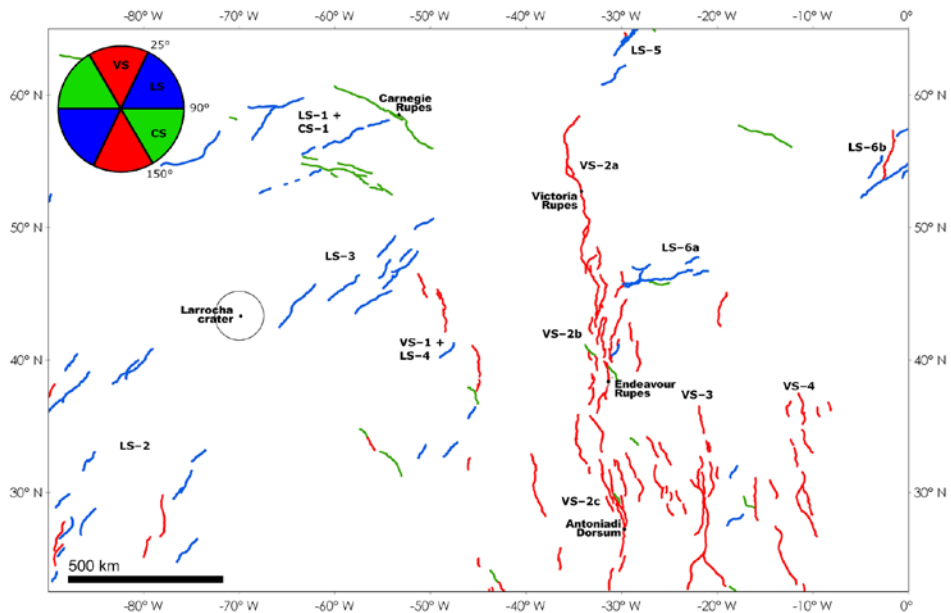 -80° W
-70° W
-60° W
-50° W
-40° W
-30° W
-20° W
-10° W
0°
25°
VS
LS
90°
CS
150°
LS-5
60° N
60° N
Carnegie
Rupes
LS-1 +
CS-1
LS-6b
VS-2a
Victoria
Rupes
50° N
50° N
LS-3
LS-6a
Larrocha
crater
VS-1 +
LS-4
VS-2b
40° N
40° N
Endeavour
Rupes
VS-3
VS-4
LS-2
30° N
30° N
VS-2c
Antoniadi
Dorsum
500 km
-80° W
-70° W
-60° W
-50° W
-40° W
-30° W
-20° W
-10° W
0°